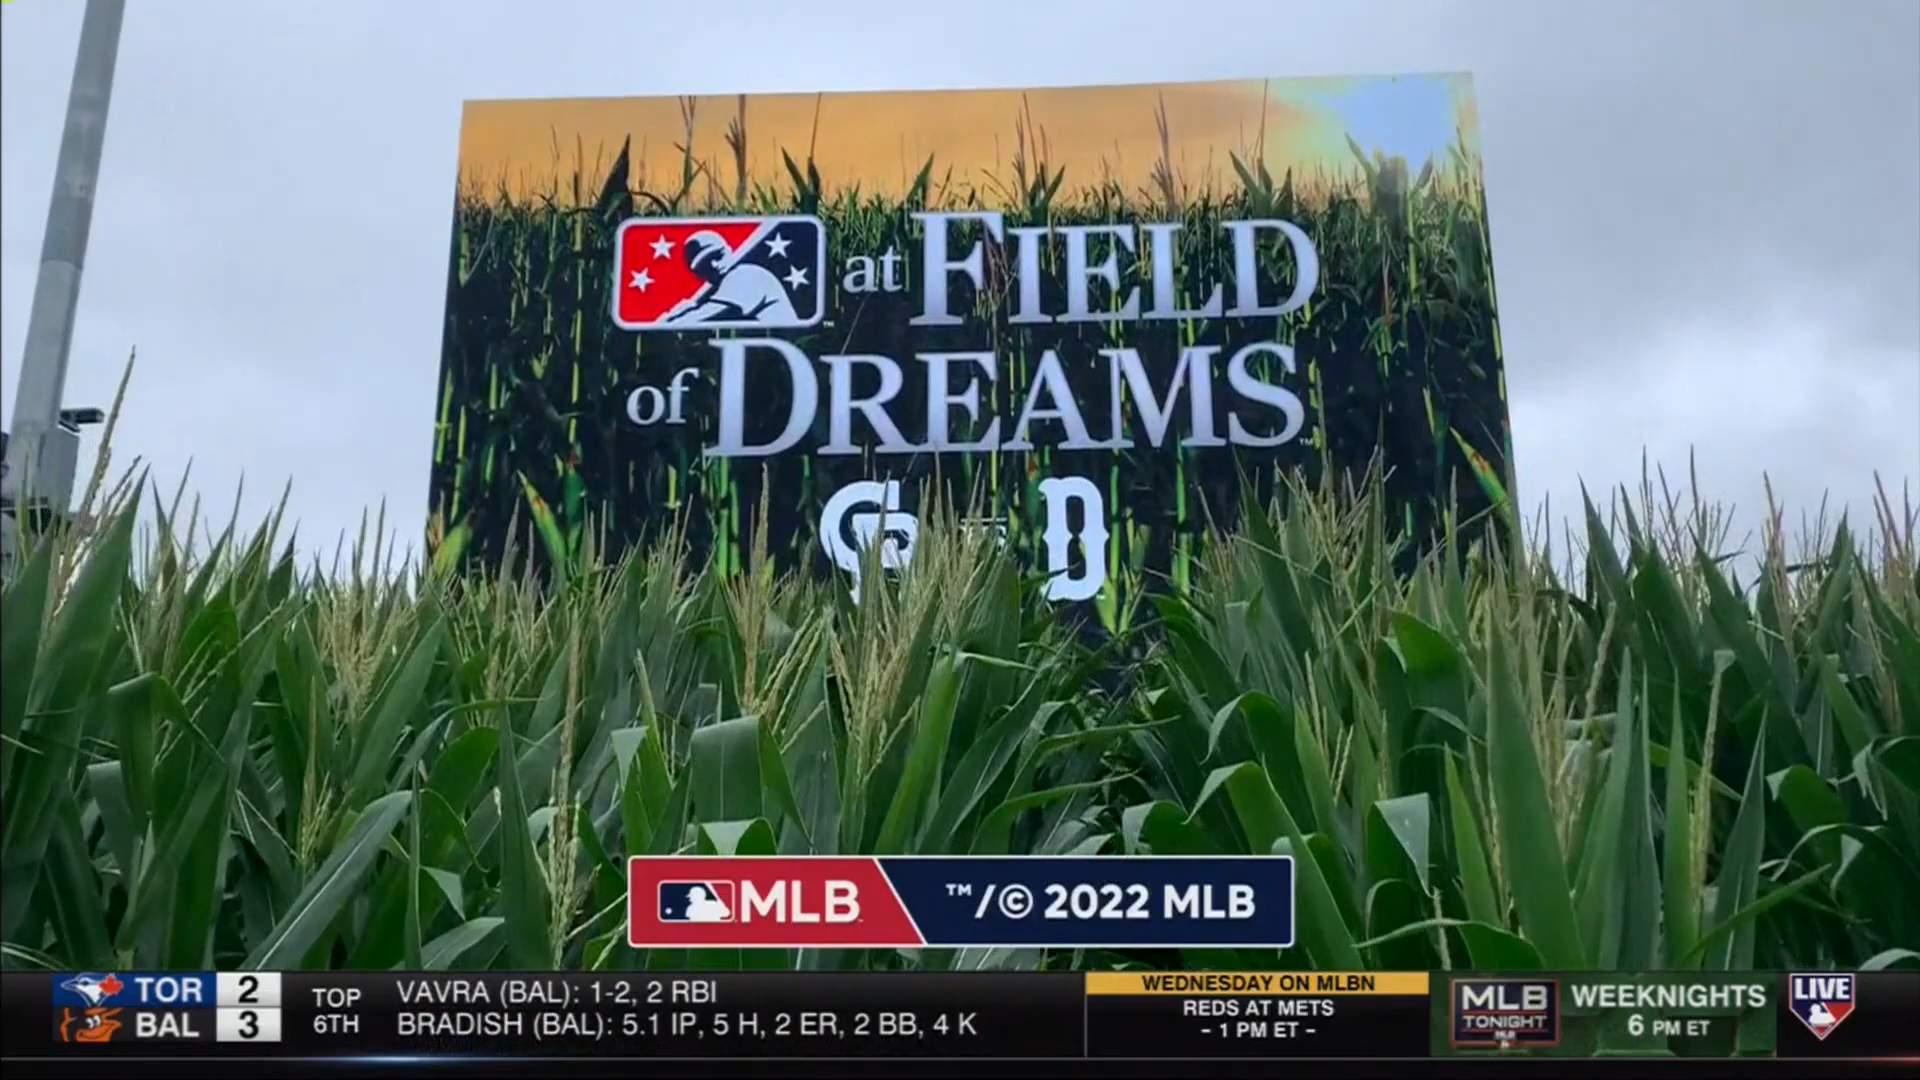 at FIELD
of DREAMS
™
D
MLB
™/© 2022 MLB
TOR 2
BAL 3
TOP
6TH
VAVRA (BAL): 1-2, 2 RBI
BRADISH (BAL): 5.1 IP, 5 H, 2 ER, 2 BB, 4 K
WEDNESDAY ON MLBN
REDS AT METS
- 1 PM ET -
MLB
TONIGHT
WEEKNIGHTS
6 PM ET
LIVE